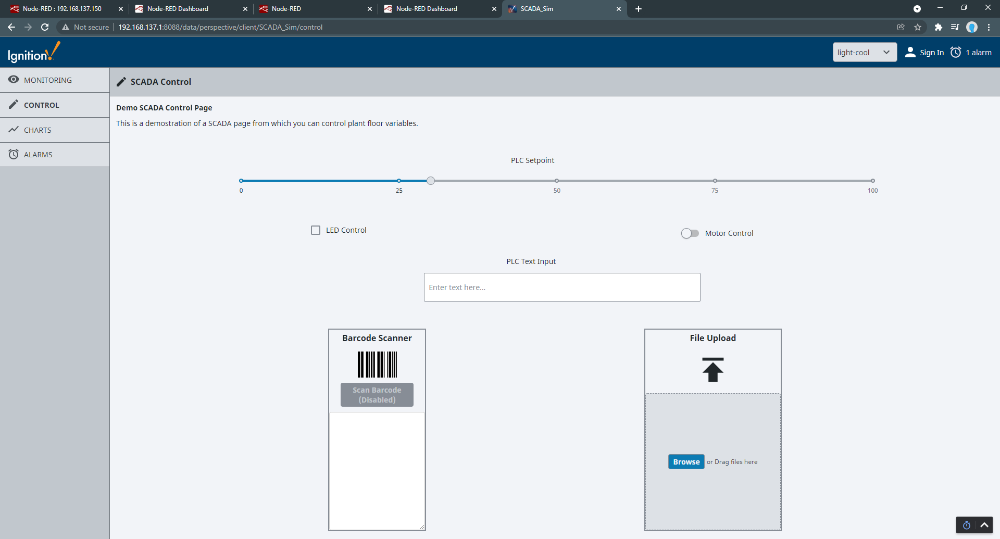 Node-RED : 192.168.137.150
Node-RED Dashboard
Node-RED
Node-RED Dashboard
SCADA_Sim
Not secure
192.168.137.1:8088/data/perspective/client/SCADA_Sim/control
Ignition!
light-cool
Sign In
1 alarm
MONITORING
CONTROL
CHARTS
ALARMS
SCADA Control
Demo SCADA Control Page
This is a demostration of a SCADA page from which you can control plant floor variables.
PLC Setpoint
0 25 50 75 100
LED Control
Motor Control
PLC Text Input
Enter text here...
Barcode Scanner
Scan Barcode
(Disabled)
File Upload
Browse or Drag files here